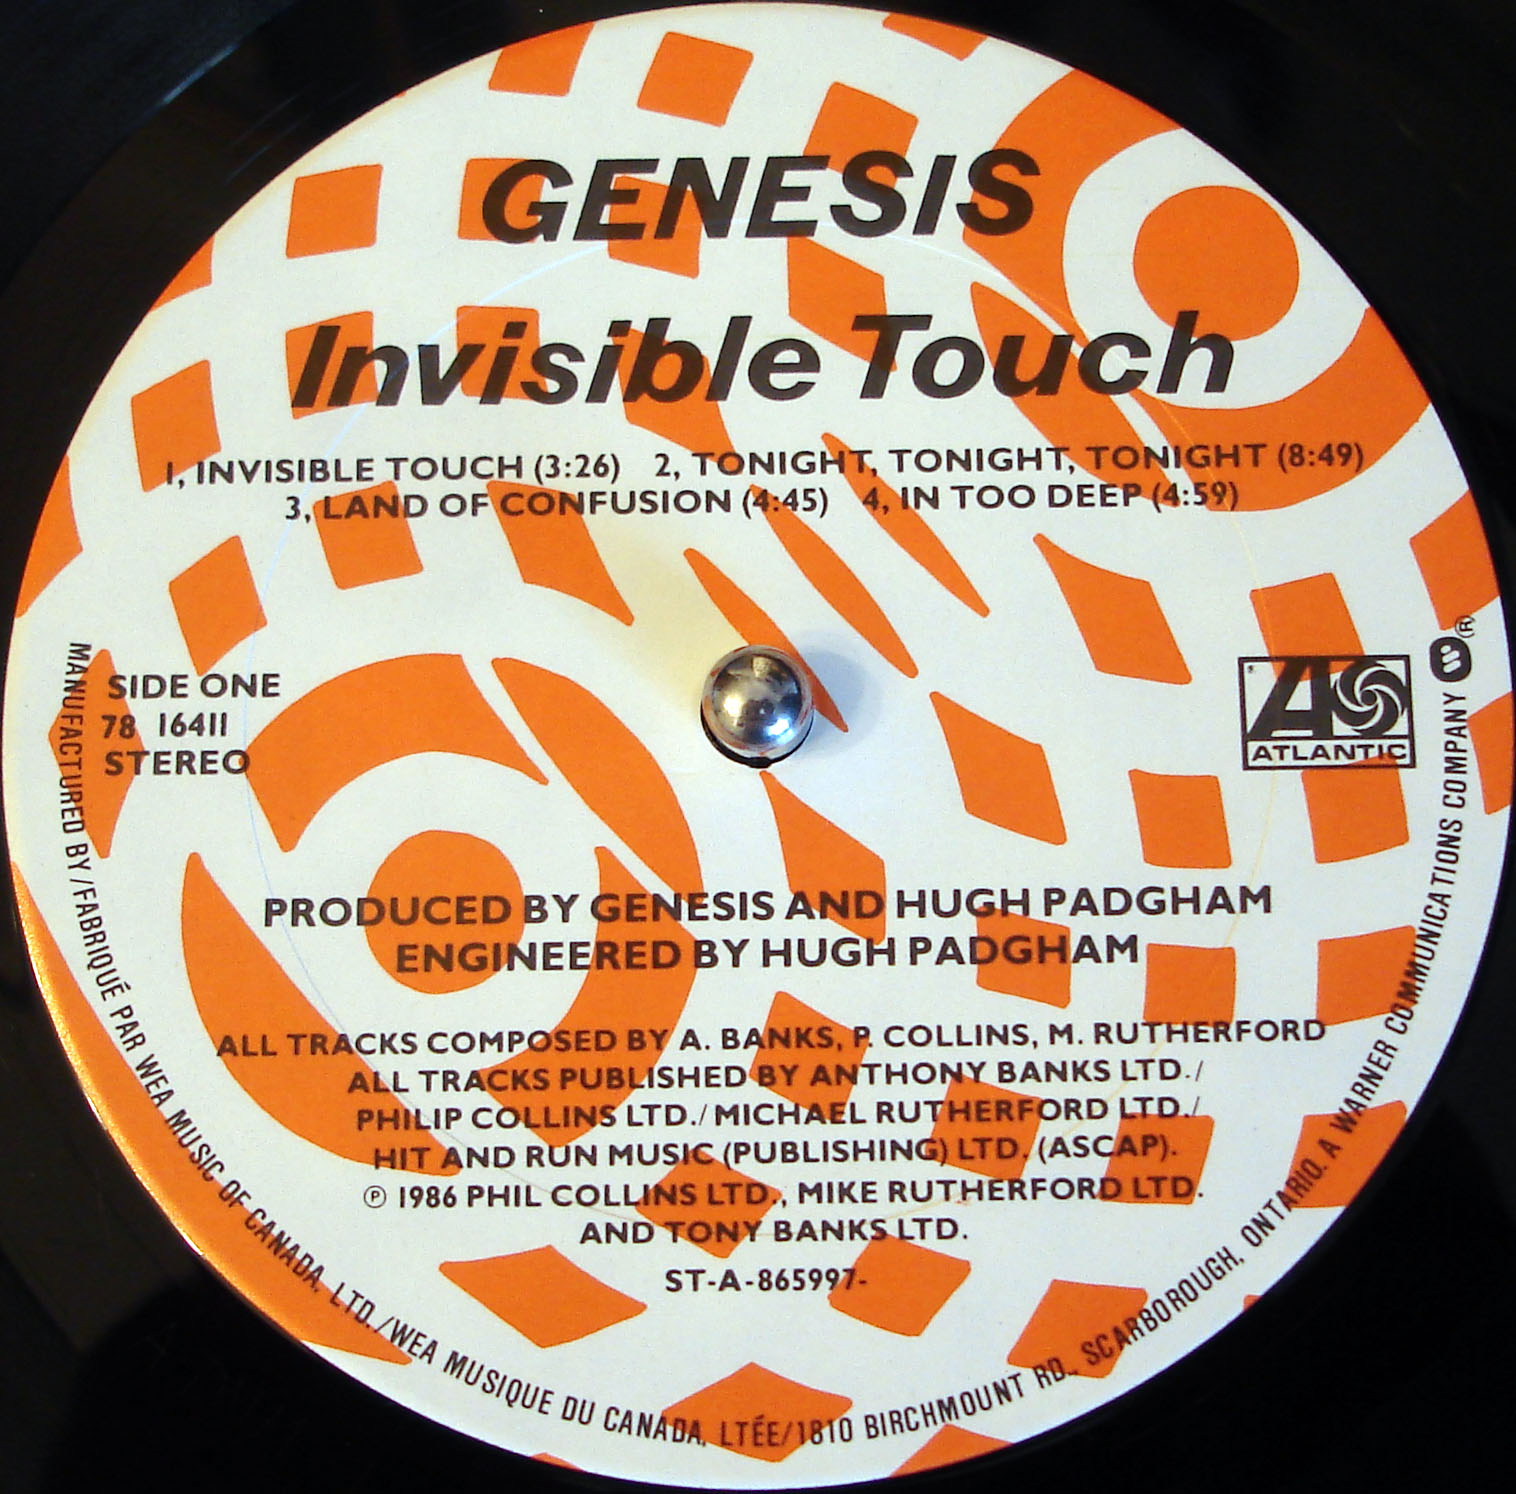 GENESIS
Invisible Touch
1, INVISIBLE TOUCH (3:26) 2, TONIGHT, TONIGHT, TONIGHT (8:49)
3, LAND OF CONFUSION (4:45) 4, IN TOO DEEP (4:59)
SIDE ONE
78 16411
STEREO
ATLANTIC
PRODUCED BY GENESIS AND HUGH PADGHAM
ENGINEERED BY HUGH PADGHAM
ALL TRACKS COMPOSED BY A. BANKS, P. COLLINS, M. RUTHERFORD
ALL TRACKS PUBLISHED BY ANTHONY BANKS LTD./
PHILIP COLLINS LTD./MICHAEL RUTHERFORD LTD./
HIT AND RUN MUSIC (PUBLISHING) LTD. (ASCAP).
℗ 1986 PHIL COLLINS LTD., MIKE RUTHERFORD LTD.
AND TONY BANKS LTD.
ST-A-865997-
MANUFACTURED BY/FABRIQUÉ PAR WEA MUSIC OF CANADA, LTD./WEA MUSIQUE DU CANADA, LTÉE/1810 BIRCHMOUNT RD., SCARBOROUGH, ONTARIO. A WARNER COMMUNICATIONS COMPANY (R)